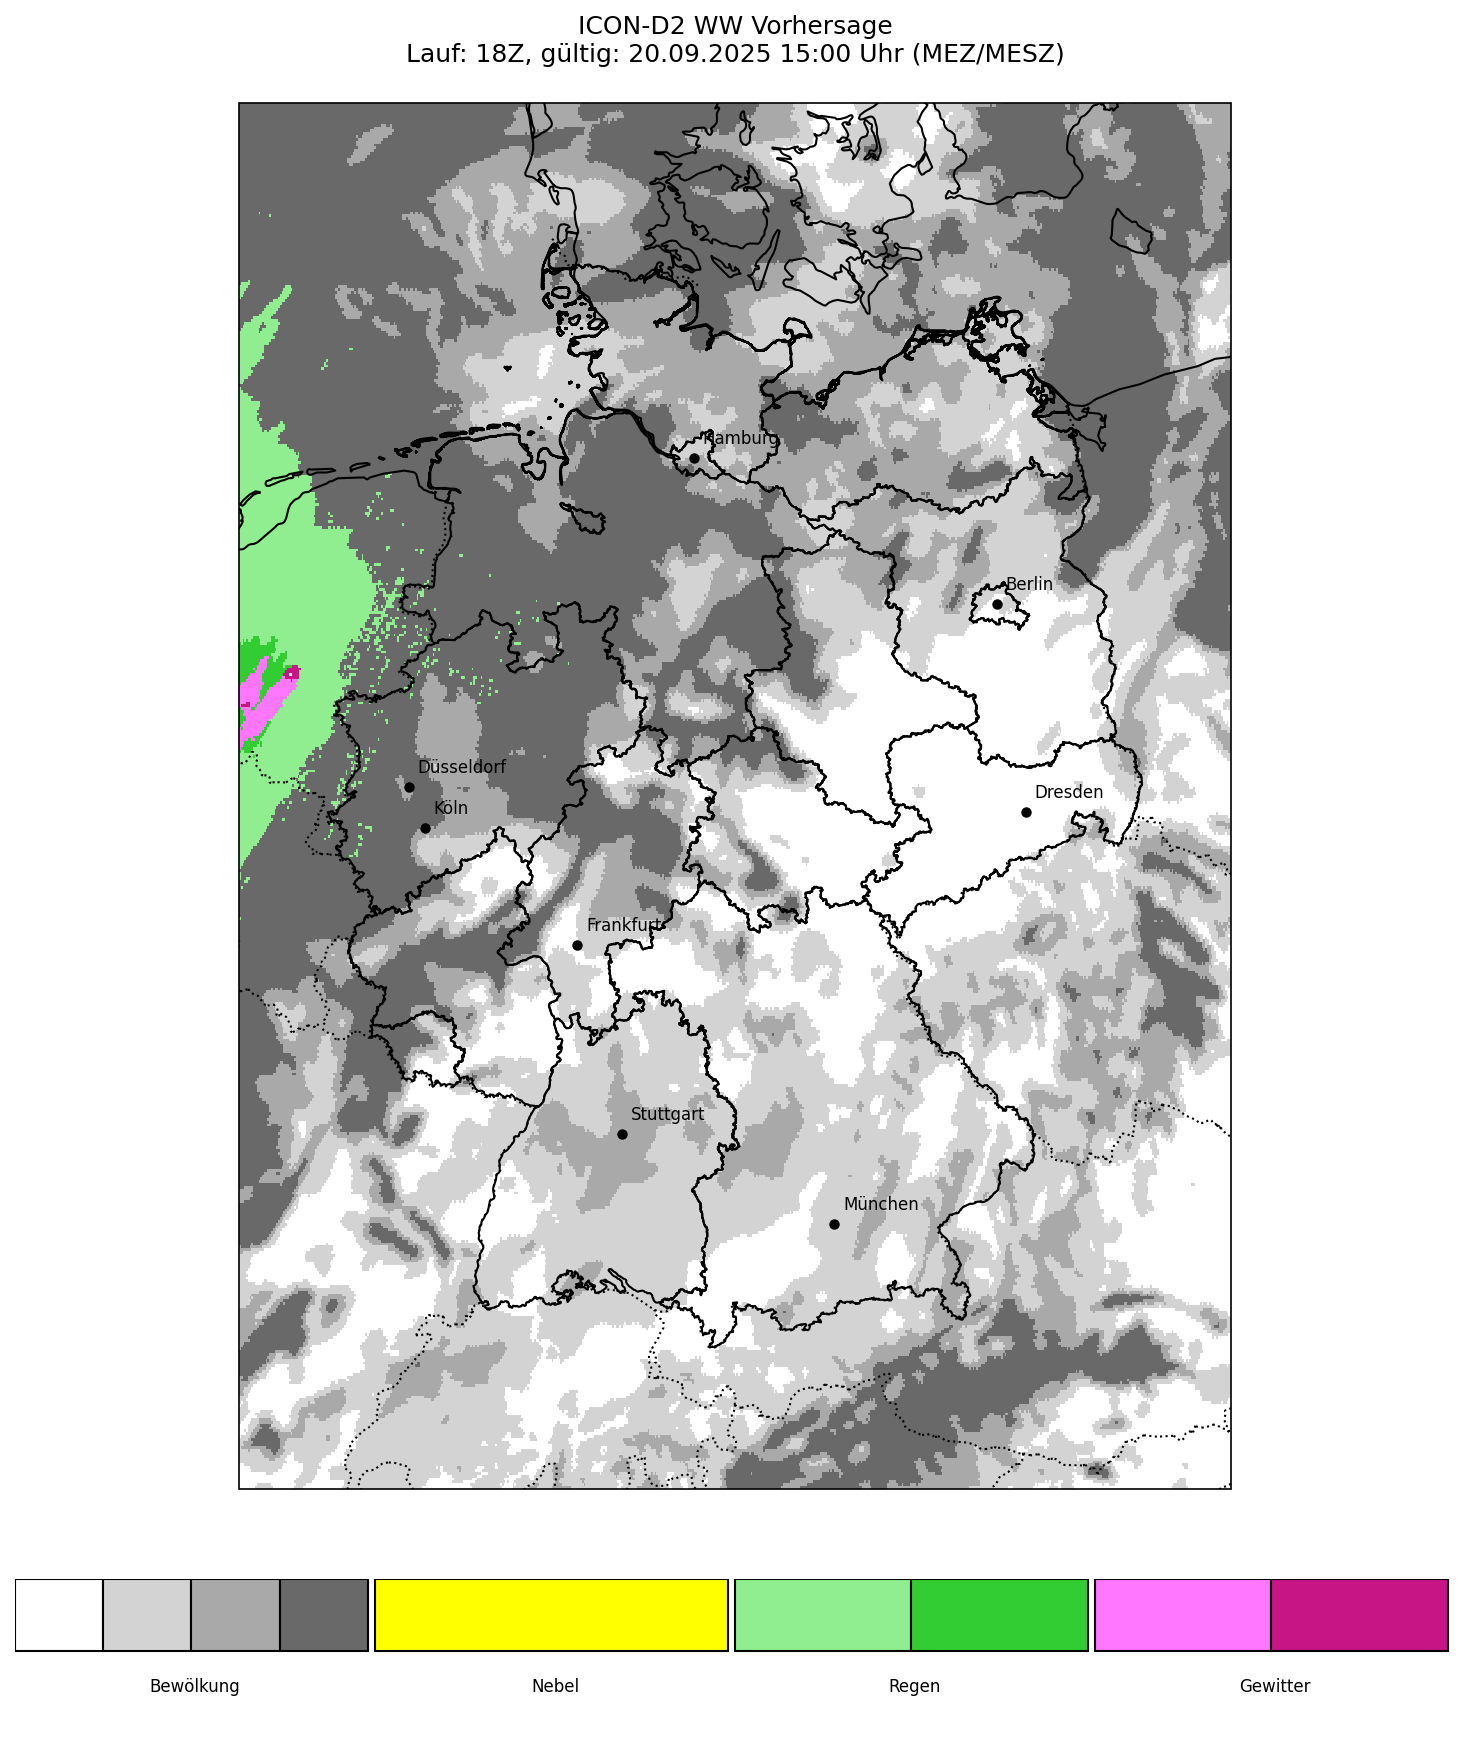 ICON-D2 WW Vorhersage
Lauf: 18Z, gültig: 20.09.2025 15:00 Uhr (MEZ/MESZ)
Hamburg
Berlin
Düsseldorf
Köln
Dresden
Frankfurt
Stuttgart
München
Bewölkung
Nebel
Regen
Gewitter